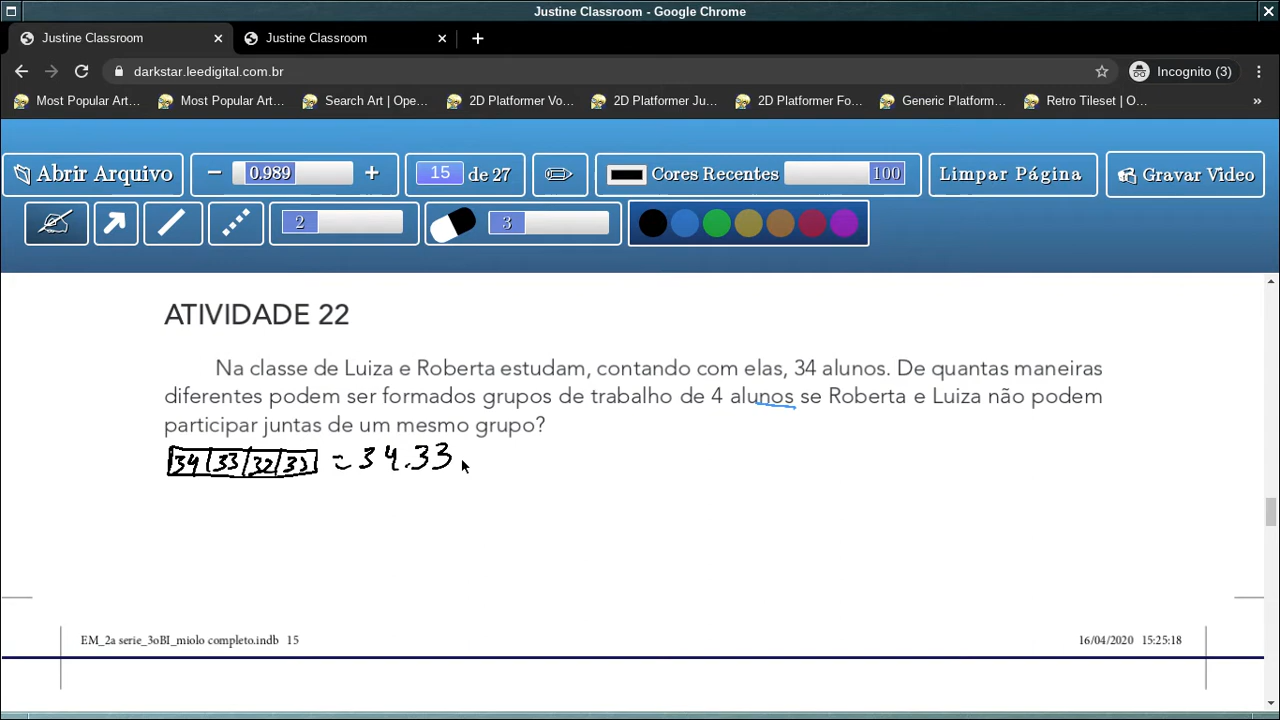 Justine Classroom - Google Chrome
Justine Classroom
Justine Classroom
darkstar.leedigital.com.br
Incognito (3)
Most Popular Art...
Most Popular Art...
Search Art | Ope...
2D Platformer Vo...
2D Platformer Ju...
2D Platformer Fo...
Generic Platform...
Retro Tileset | O...
»
Abrir Arquivo
− 0.989 +
15 de 27
Cores Recentes 100
Limpar Página
Gravar Video
2
3
ATIVIDADE 22
Na classe de Luiza e Roberta estudam, contando com elas, 34 alunos. De quantas maneiras
diferentes podem ser formados grupos de trabalho de 4 alunos se Roberta e Luiza não podem
participar juntas de um mesmo grupo?
34 33 32 = 34.33
EM_2a serie_3oBI_miolo completo.indb 15
16/04/2020 15:25:18